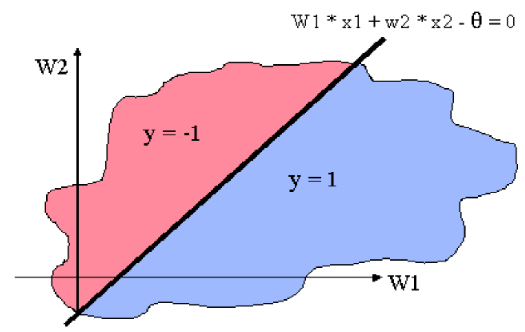 W1 * x1 + w2 * x2 - θ = 0
W2
y = -1
y = 1
W1